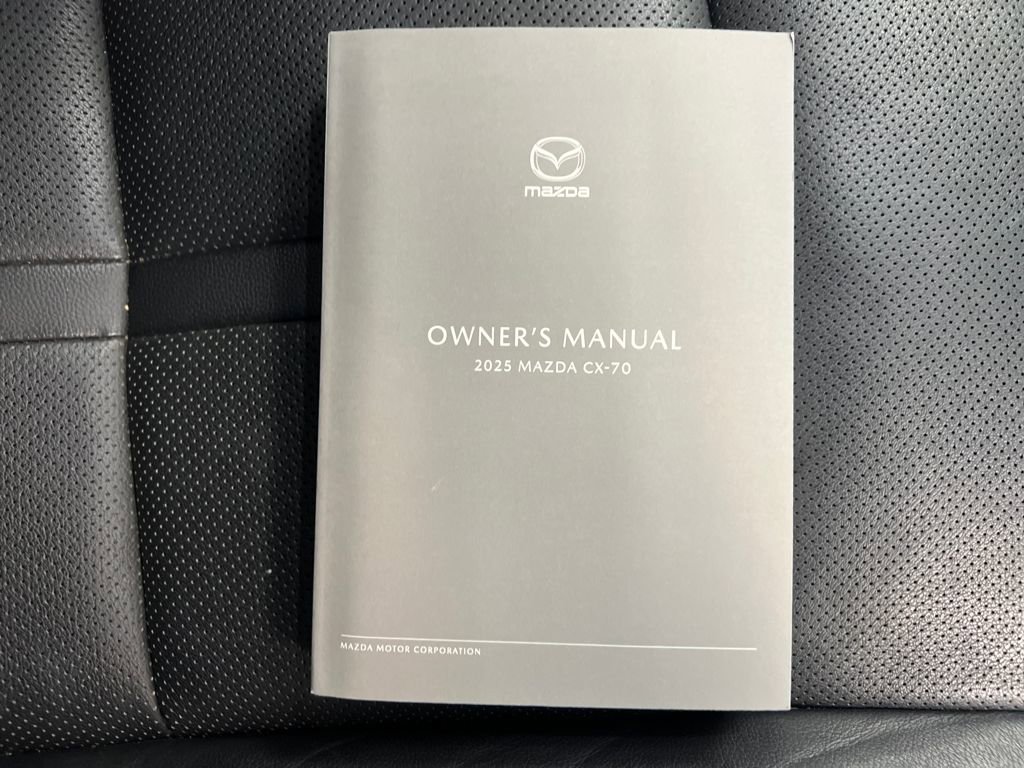 mazda
OWNER'S MANUAL
2025 MAZDA CX-70
MAZDA MOTOR CORPORATION